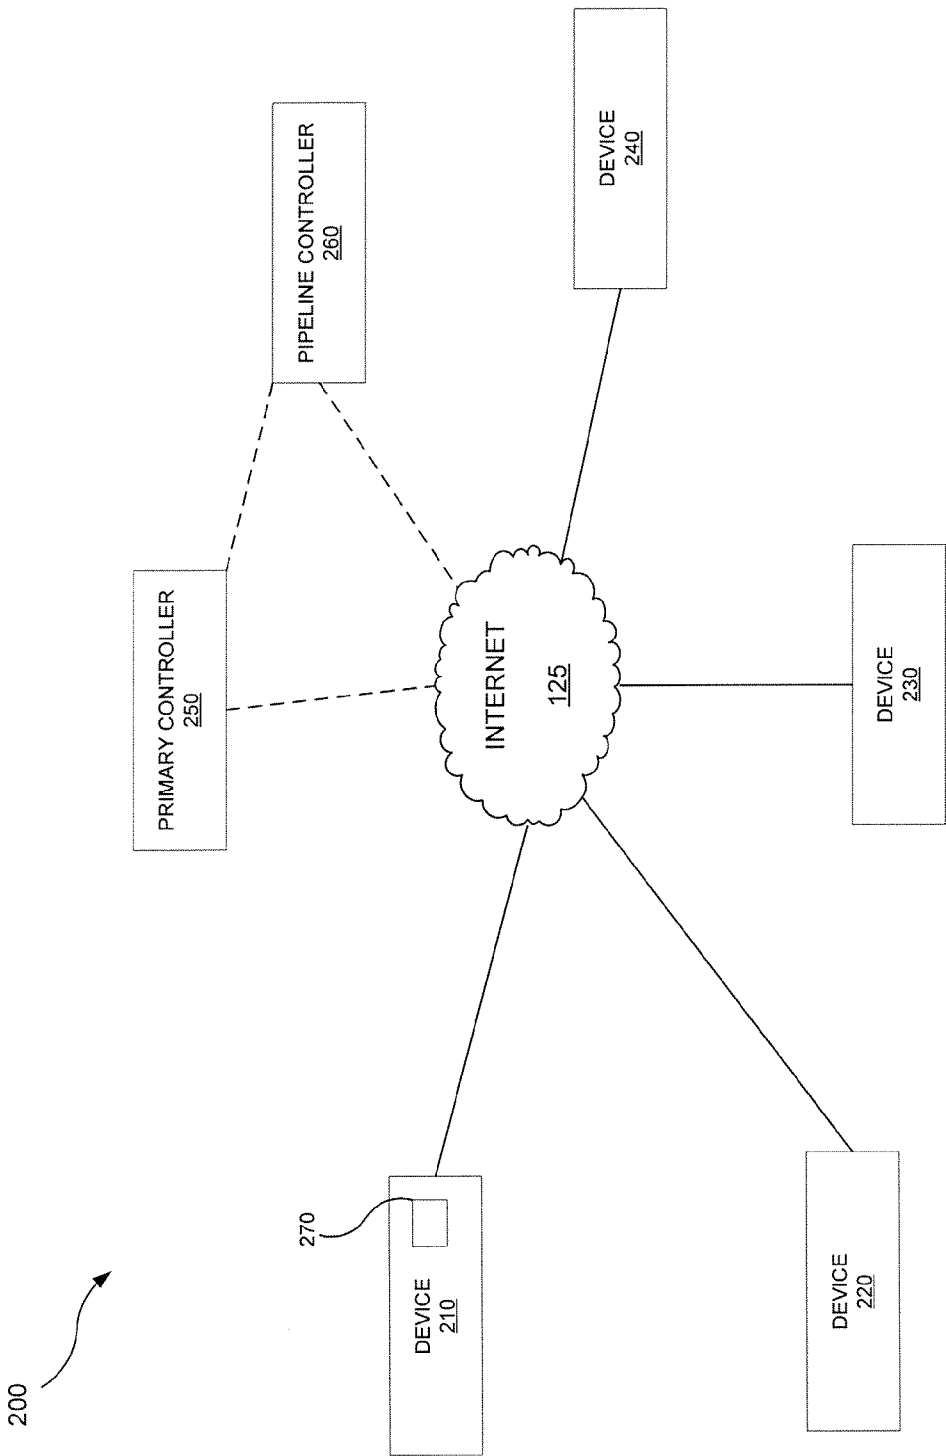 200
PRIMARY CONTROLLER
250
PIPELINE CONTROLLER
260
270
DEVICE
210
INTERNET
125
DEVICE
240
DEVICE
220
DEVICE
230